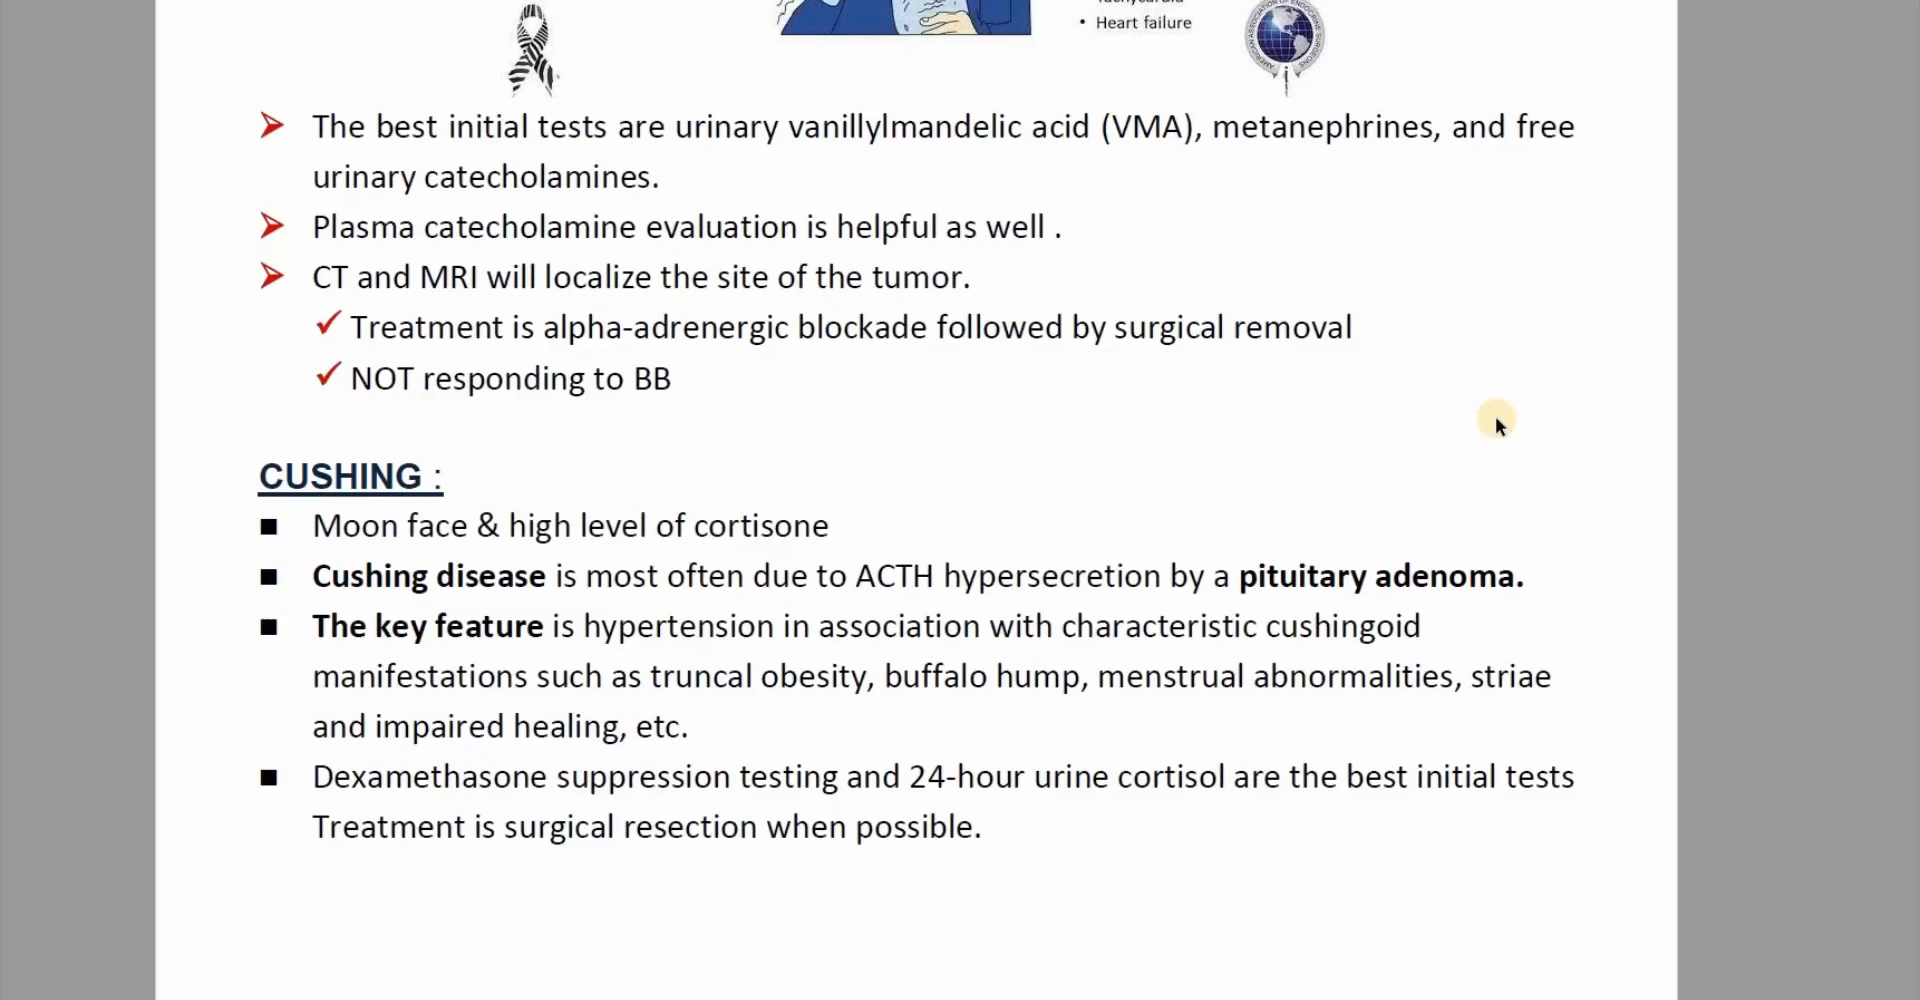 • Heart failure
AMERICAN ASSOCIATION OF ENDOCRINE SURGEONS
➢ The best initial tests are urinary vanillylmandelic acid (VMA), metanephrines, and free
urinary catecholamines.
➢ Plasma catecholamine evaluation is helpful as well .
➢ CT and MRI will localize the site of the tumor.
✓ Treatment is alpha-adrenergic blockade followed by surgical removal
✓ NOT responding to BB
CUSHING :
■ Moon face & high level of cortisone
■ Cushing disease is most often due to ACTH hypersecretion by a pituitary adenoma.
■ The key feature is hypertension in association with characteristic cushingoid
manifestations such as truncal obesity, buffalo hump, menstrual abnormalities, striae
and impaired healing, etc.
■ Dexamethasone suppression testing and 24-hour urine cortisol are the best initial tests
Treatment is surgical resection when possible.